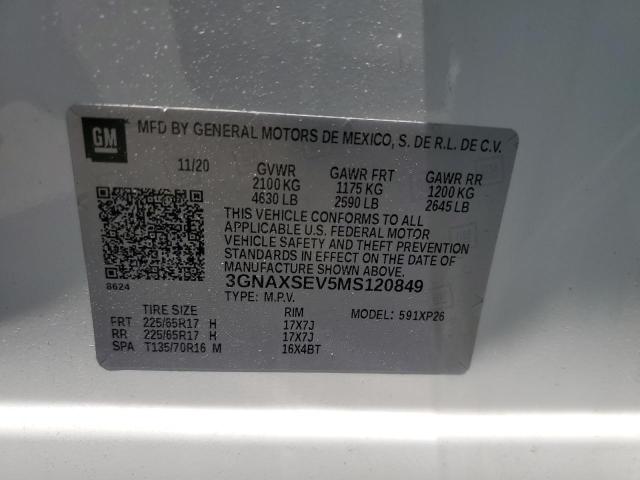 GM MFD BY GENERAL MOTORS DE MEXICO, S. DE R.L. DE C.V.
11/20 GVWR GAWR FRT GAWR RR
2100 KG 1175 KG 1200 KG
4630 LB 2590 LB 2645 LB
THIS VEHICLE CONFORMS TO ALL
APPLICABLE U.S. FEDERAL MOTOR
VEHICLE SAFETY AND THEFT PREVENTION
STANDARDS IN EFFECT ON THE DATE OF
MANUFACTURE SHOWN ABOVE.
8624 3GNAXSEV5MS120849
TYPE: M.P.V.
TIRE SIZE RIM MODEL: 591XP26
FRT 225/65R17 H 17X7J
RR 225/65R17 H 17X7J
SPA T135/70R16 M 16X4BT